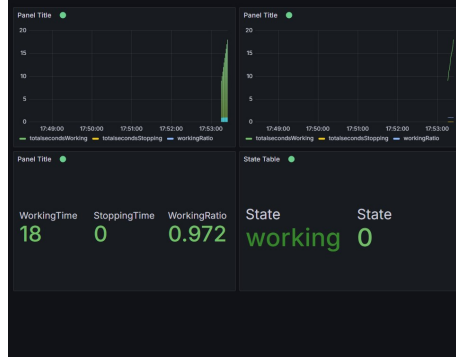 Panel Title
20
15
10
5
0
17:49:00 17:50:00 17:51:00 17:52:00 17:53:00
totalsecondsWorking totalsecondsStopping workingRatio
Panel Title
20
15
10
5
0
17:49:00 17:50:00 17:51:00 17:52:00 17:53:00
totalsecondsWorking totalsecondsStopping workingRatio
Panel Title
WorkingTime StoppingTime WorkingRatio
18 0 0.972
State Table
State State
working 0